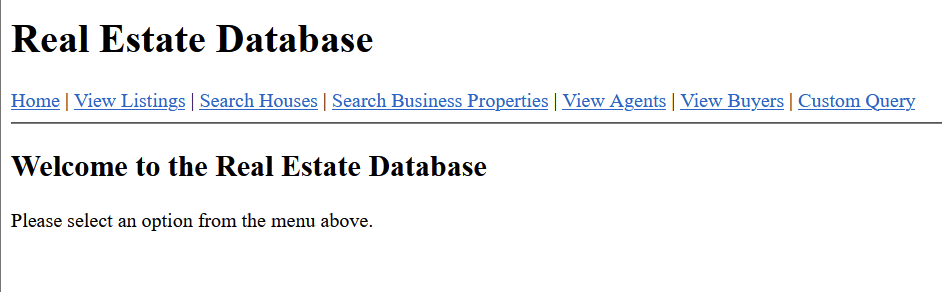 Real Estate Database
Home | View Listings | Search Houses | Search Business Properties | View Agents | View Buyers | Custom Query
Welcome to the Real Estate Database
Please select an option from the menu above.